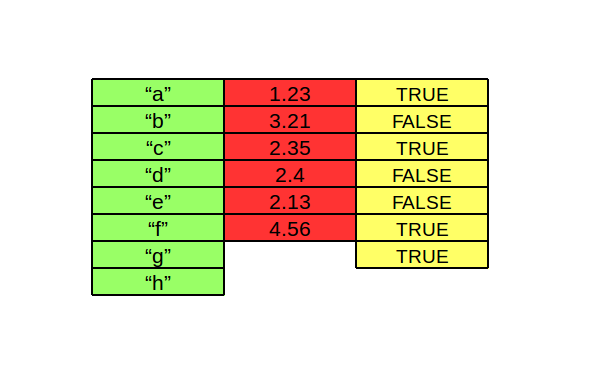 “a” 1.23 TRUE
“b” 3.21 FALSE
“c” 2.35 TRUE
“d” 2.4 FALSE
“e” 2.13 FALSE
“f” 4.56 TRUE
“g” TRUE
“h”